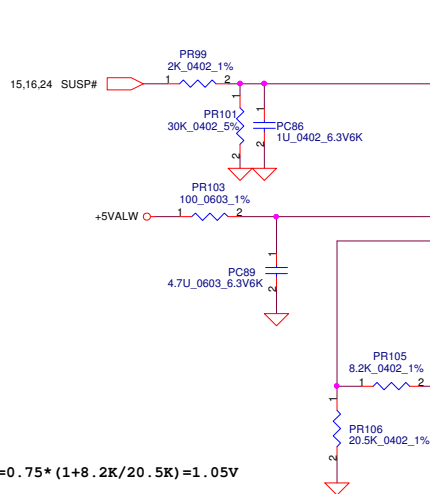 PR99
2K_0402_1%
1 2
15,16,24 SUSP#
1
PR101
30K_0402_5%
2
1
PC86
1U_0402_6.3V6K
2
PR103
100_0603_1%
+5VALW
1 2
1
PC89
4.7U_0603_6.3V6K
2
PR105
8.2K_0402_1%
1 2
1
PR106
20.5K_0402_1%
2
=0.75*(1+8.2K/20.5K)=1.05V